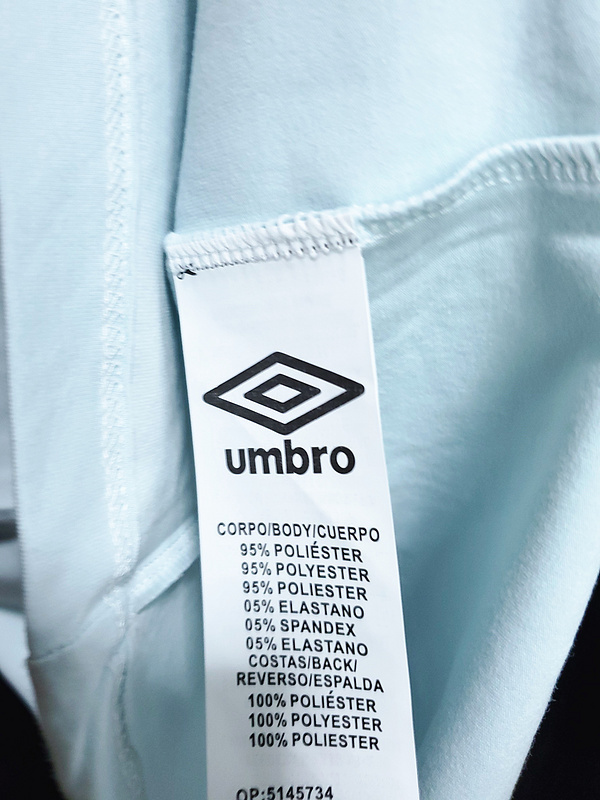 umbro
CORPO/BODY/CUERPO
95% POLIÉSTER
95% POLYESTER
95% POLIESTER
05% ELASTANO
05% SPANDEX
05% ELASTANO
COSTAS/BACK/
REVERSO/ESPALDA
100% POLIÉSTER
100% POLYESTER
100% POLIESTER
OP:5145734